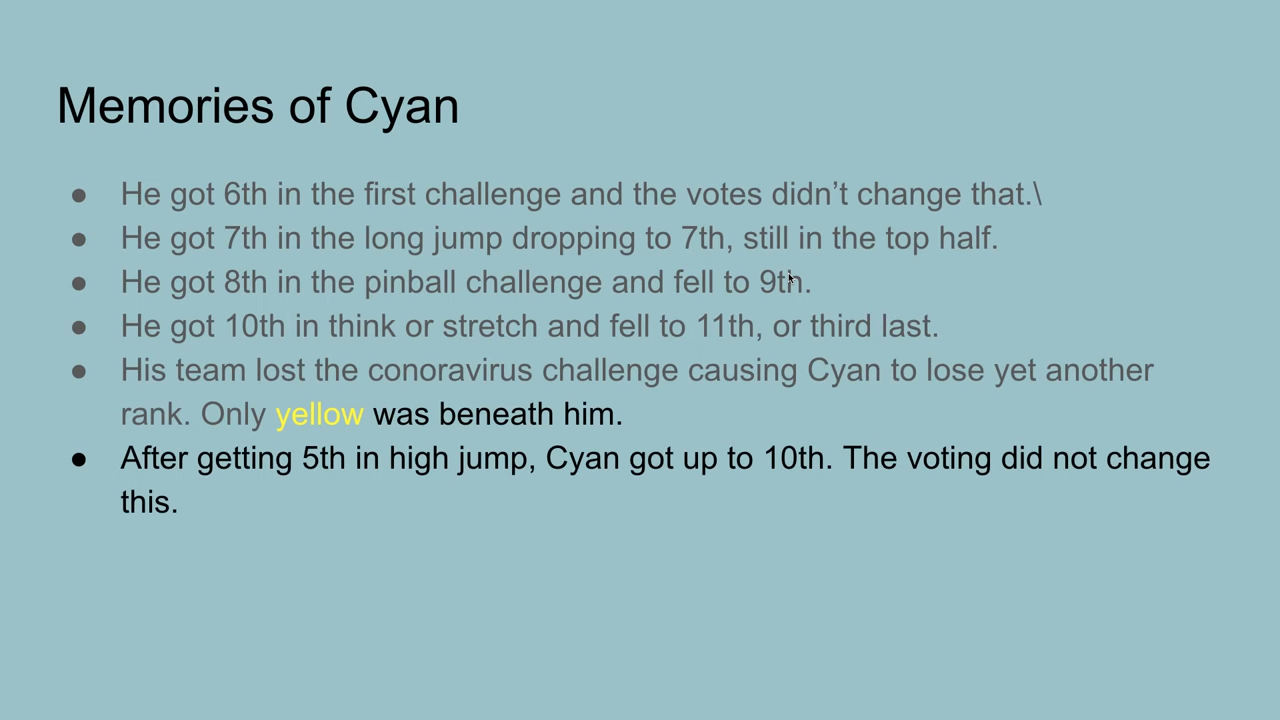 Memories of Cyan
● He got 6th in the first challenge and the votes didn’t change that.\
● He got 7th in the long jump dropping to 7th, still in the top half.
● He got 8th in the pinball challenge and fell to 9th.
● He got 10th in think or stretch and fell to 11th, or third last.
● His team lost the conoravirus challenge causing Cyan to lose yet another
rank. Only yellow was beneath him.
● After getting 5th in high jump, Cyan got up to 10th. The voting did not change
this.